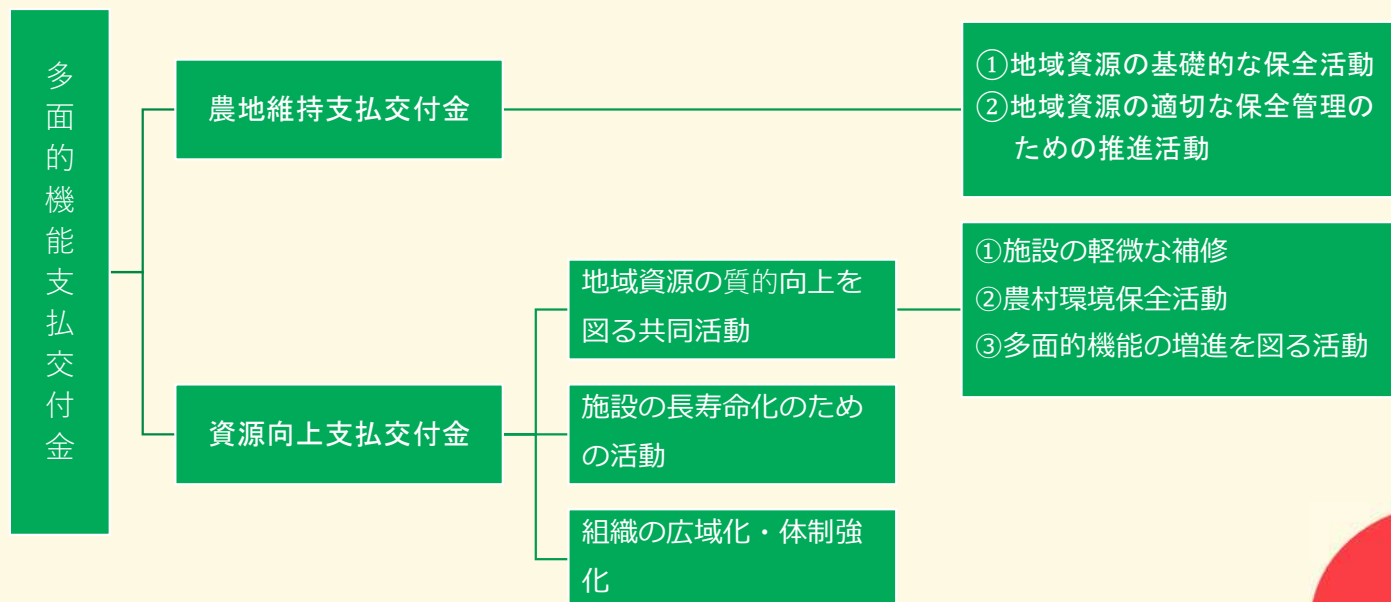 多面的機能支払交付金
農地維持支払交付金
①地域資源の基礎的な保全活動
②地域資源の適切な保全管理の
ための推進活動
資源向上支払交付金
地域資源の質的向上を
図る共同活動
①施設の軽微な補修
②農村環境保全活動
③多面的機能の増進を図る活動
施設の長寿命化のため
の活動
組織の広域化・体制強
化